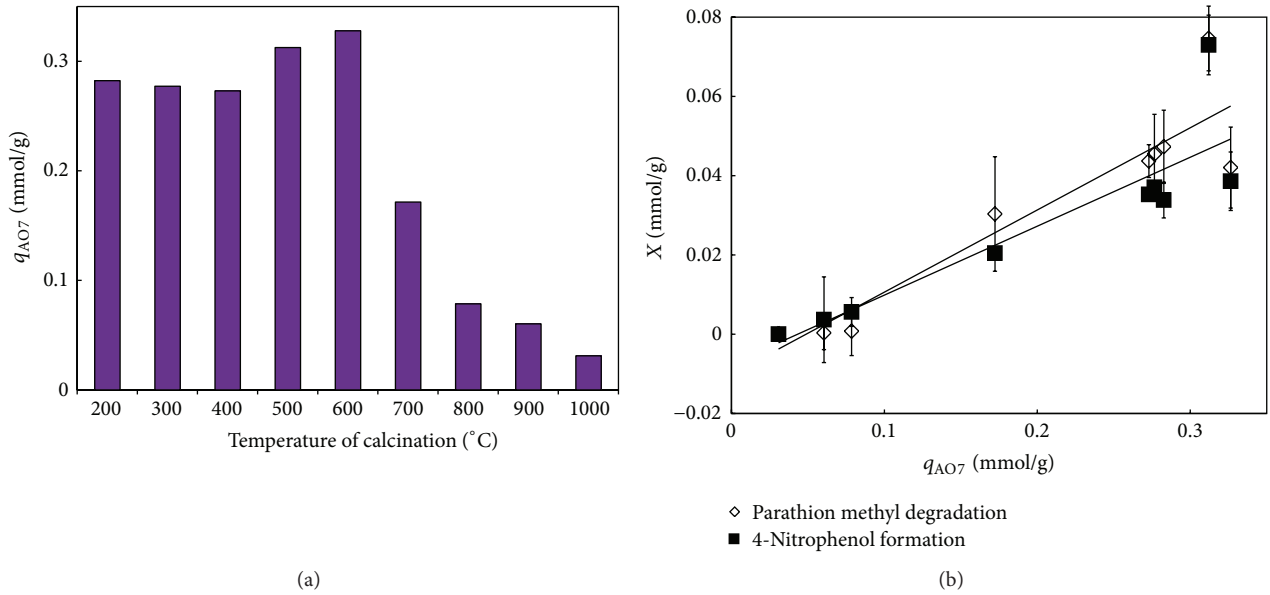 0.3
0.2
0.1
0
q_AO7 (mmol/g)
200 300 400 500 600 700 800 900 1000
Temperature of calcination (°C)
(a)
0.08
0.06
0.04
0.02
0
−0.02
X (mmol/g)
0 0.1 0.2 0.3
q_AO7 (mmol/g)
Parathion methyl degradation
4-Nitrophenol formation
(b)